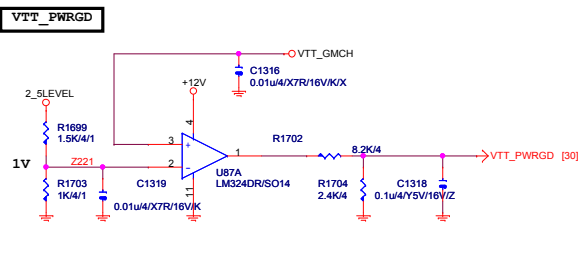 VTT_PWRGD
VTT_GMCH
C1316
0.01u/4/X7R/16V/K/X
+12V
2_5LEVEL
R1699
1.5K/4/1
4
3
+
1
R1702
8.2K/4
VTT_PWRGD [30]
1V
Z221
2
-
U87A
LM324DR/SO14
11
R1703
1K/4/1
C1319
0.01u/4/X7R/16V/K
R1704
2.4K/4
C1318
0.1u/4/Y5V/16V/Z